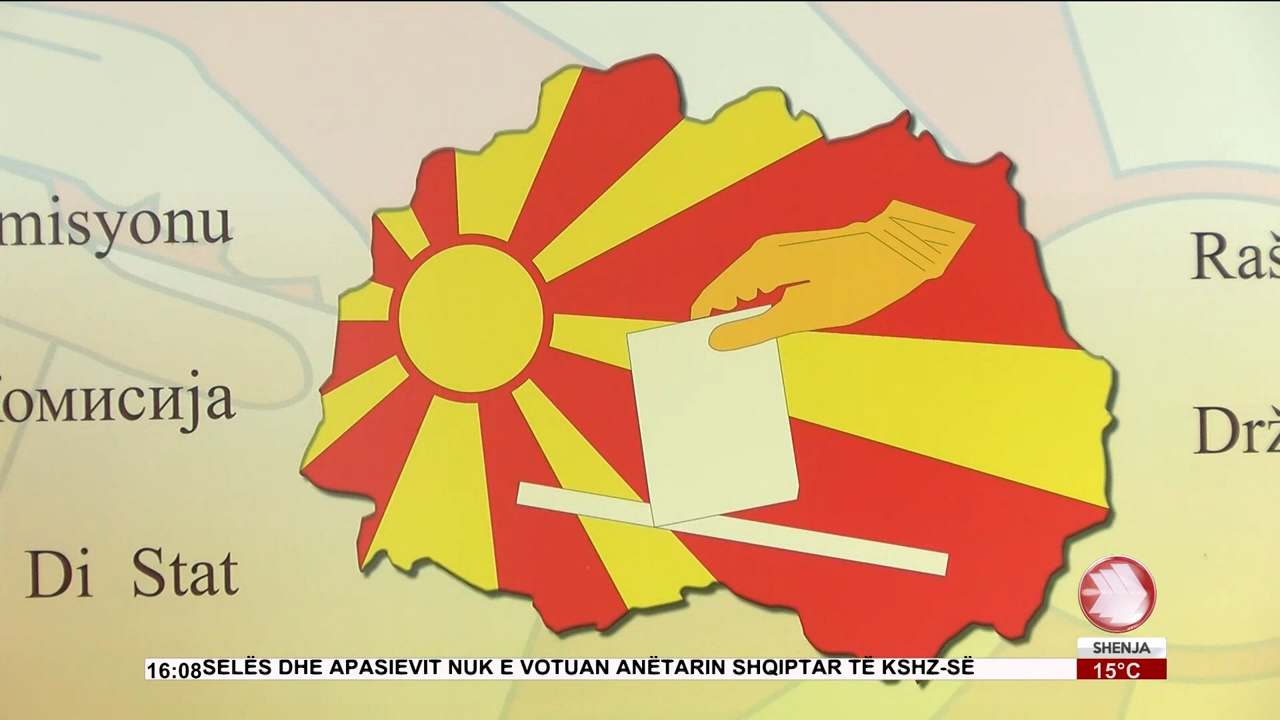 misyonu
омисија
Di Stat
Raš
Drž
SHENJA
15°C
16:08 SELËS DHE APASIEVIT NUK E VOTUAN ANËTARIN SHQIPTAR TË KSHZ-SË